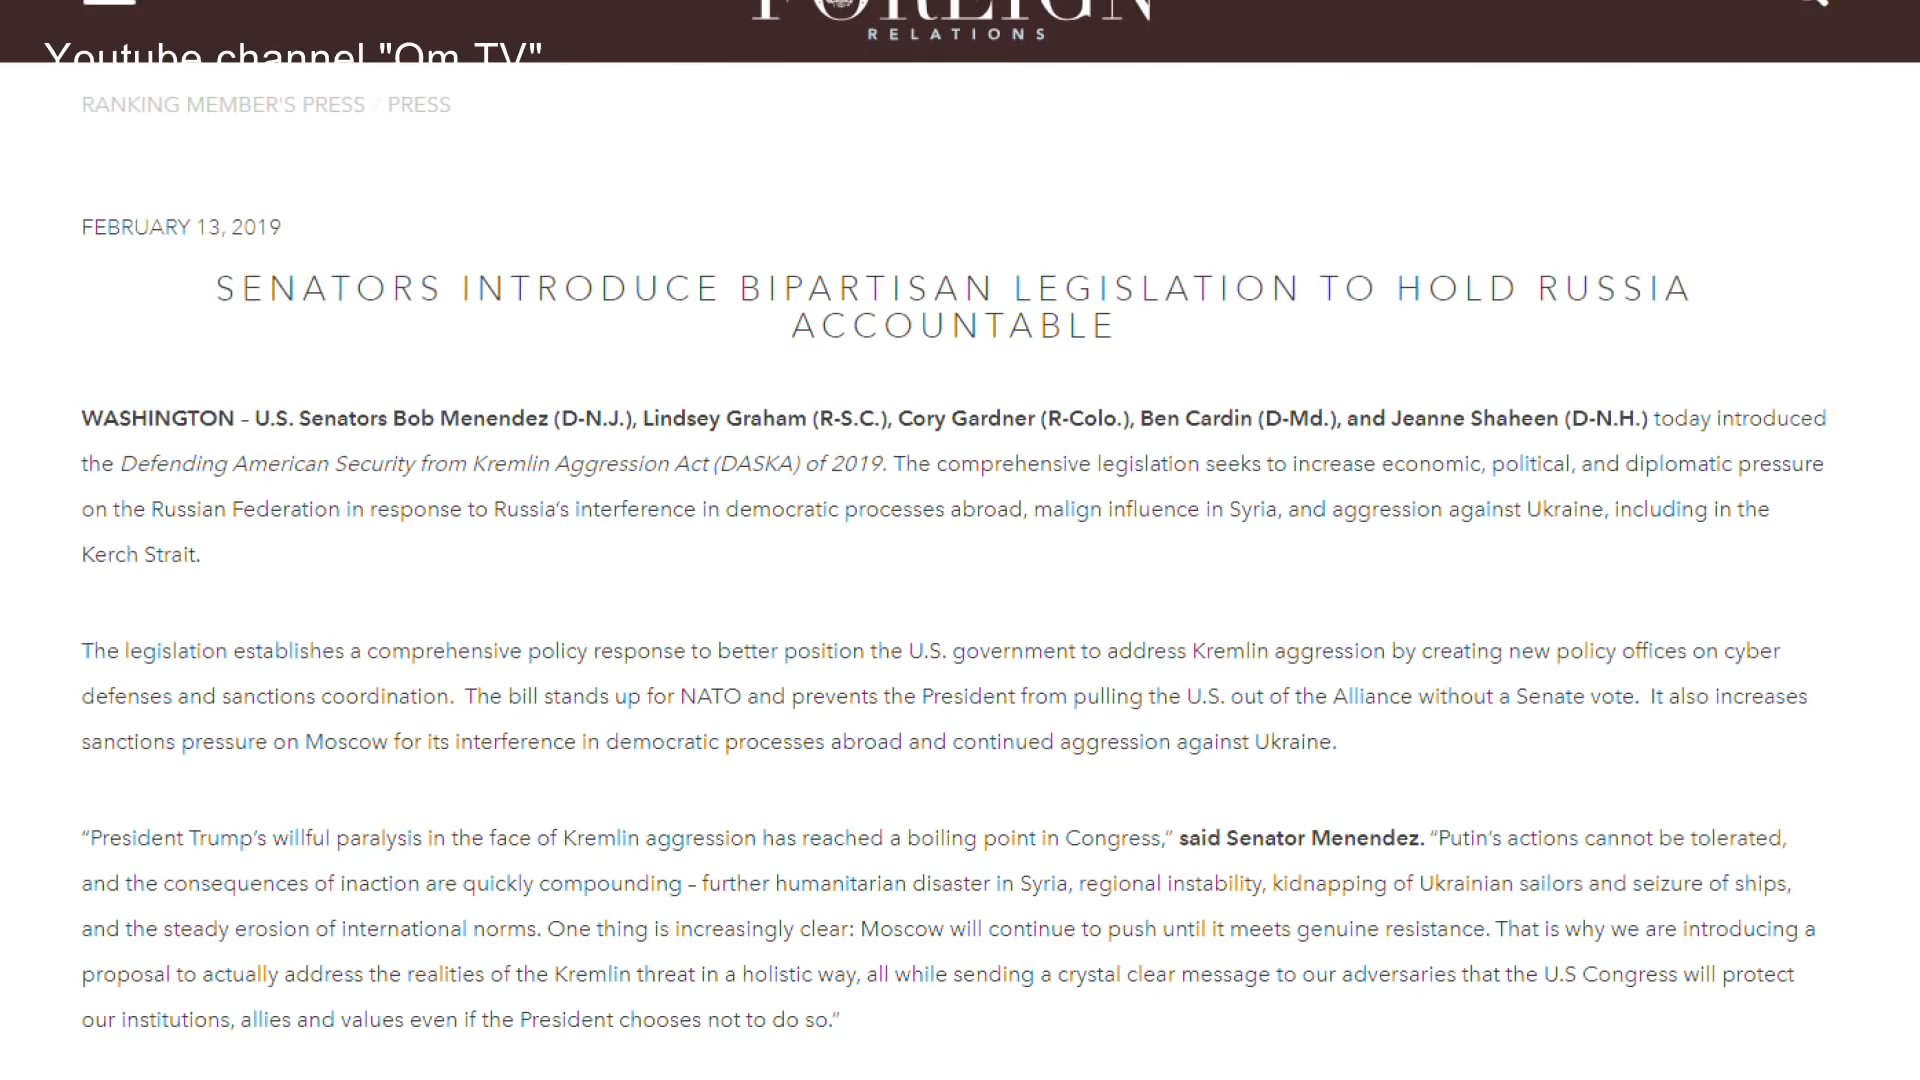 FOREIGN
RELATIONS
Youtube channel "Om TV"
RANKING MEMBER'S PRESS / PRESS
FEBRUARY 13, 2019
SENATORS INTRODUCE BIPARTISAN LEGISLATION TO HOLD RUSSIA
ACCOUNTABLE
WASHINGTON – U.S. Senators Bob Menendez (D-N.J.), Lindsey Graham (R-S.C.), Cory Gardner (R-Colo.), Ben Cardin (D-Md.), and Jeanne Shaheen (D-N.H.) today introduced
the Defending American Security from Kremlin Aggression Act (DASKA) of 2019. The comprehensive legislation seeks to increase economic, political, and diplomatic pressure
on the Russian Federation in response to Russia’s interference in democratic processes abroad, malign influence in Syria, and aggression against Ukraine, including in the
Kerch Strait.
The legislation establishes a comprehensive policy response to better position the U.S. government to address Kremlin aggression by creating new policy offices on cyber
defenses and sanctions coordination.  The bill stands up for NATO and prevents the President from pulling the U.S. out of the Alliance without a Senate vote.  It also increases
sanctions pressure on Moscow for its interference in democratic processes abroad and continued aggression against Ukraine.
“President Trump’s willful paralysis in the face of Kremlin aggression has reached a boiling point in Congress,” said Senator Menendez. “Putin’s actions cannot be tolerated,
and the consequences of inaction are quickly compounding – further humanitarian disaster in Syria, regional instability, kidnapping of Ukrainian sailors and seizure of ships,
and the steady erosion of international norms. One thing is increasingly clear: Moscow will continue to push until it meets genuine resistance. That is why we are introducing a
proposal to actually address the realities of the Kremlin threat in a holistic way, all while sending a crystal clear message to our adversaries that the U.S Congress will protect
our institutions, allies and values even if the President chooses not to do so.”